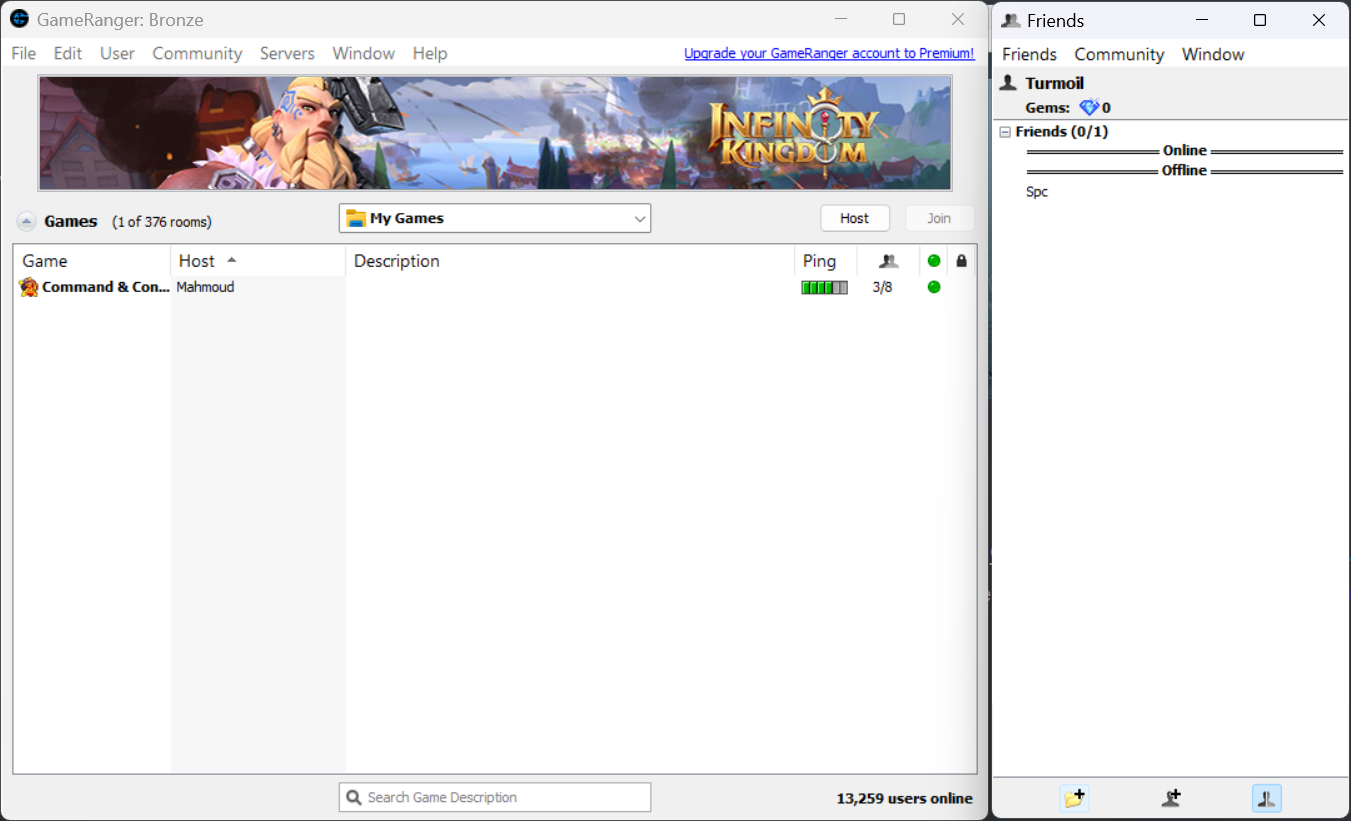 GameRanger: Bronze
File Edit User Community Servers Window Help
Upgrade your GameRanger account to Premium!
INFINITY
KINGDOM
Games (1 of 376 rooms)
My Games
Host
Join
Game Host Description Ping
Command & Con... Mahmoud 3/8
Search Game Description
13,259 users online
Friends
Friends Community Window
Turmoil
Gems: 0
Friends (0/1)
Online
Offline
Spc